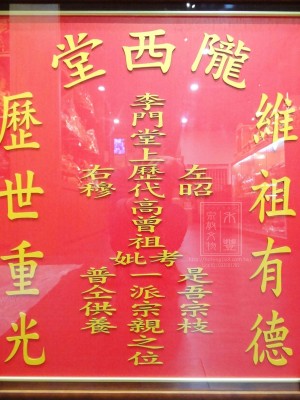 隴西堂
維祖有德
左昭
是吾宗枝
李門堂上歷代高曾祖考妣一派宗親之位
右穆
普仝供養
歷世重光